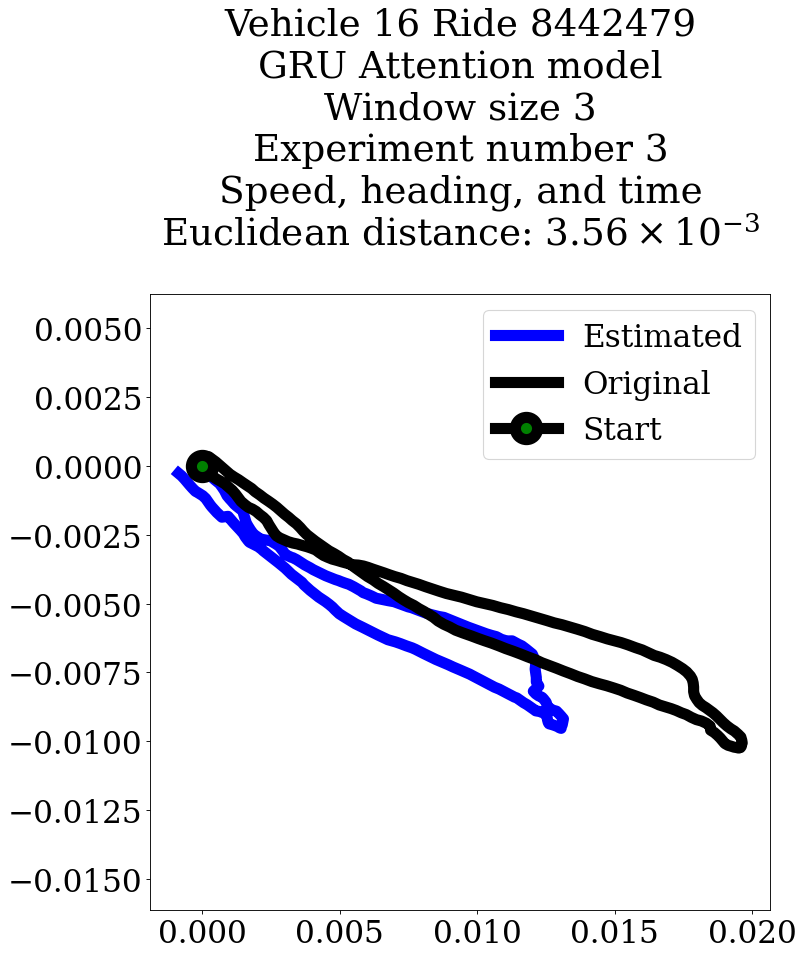 Vehicle 16 Ride 8442479
GRU Attention model
Window size 3
Experiment number 3
Speed, heading, and time
Euclidean distance: 3.56 × 10⁻³
Estimated
Original
Start
0.0050
0.0025
0.0000
−0.0025
−0.0050
−0.0075
−0.0100
−0.0125
−0.0150
0.000 0.005 0.010 0.015 0.020